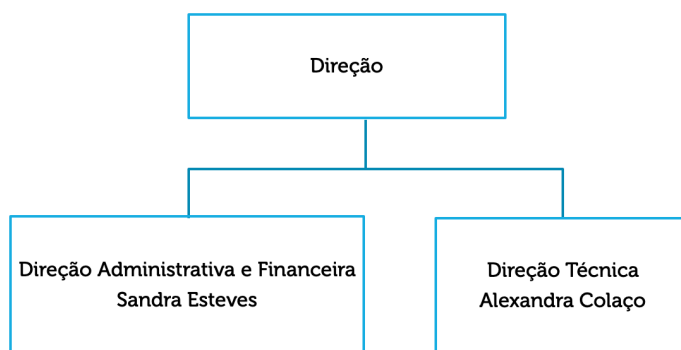 Direção
Direção Administrativa e Financeira
Sandra Esteves
Direção Técnica
Alexandra Colaço